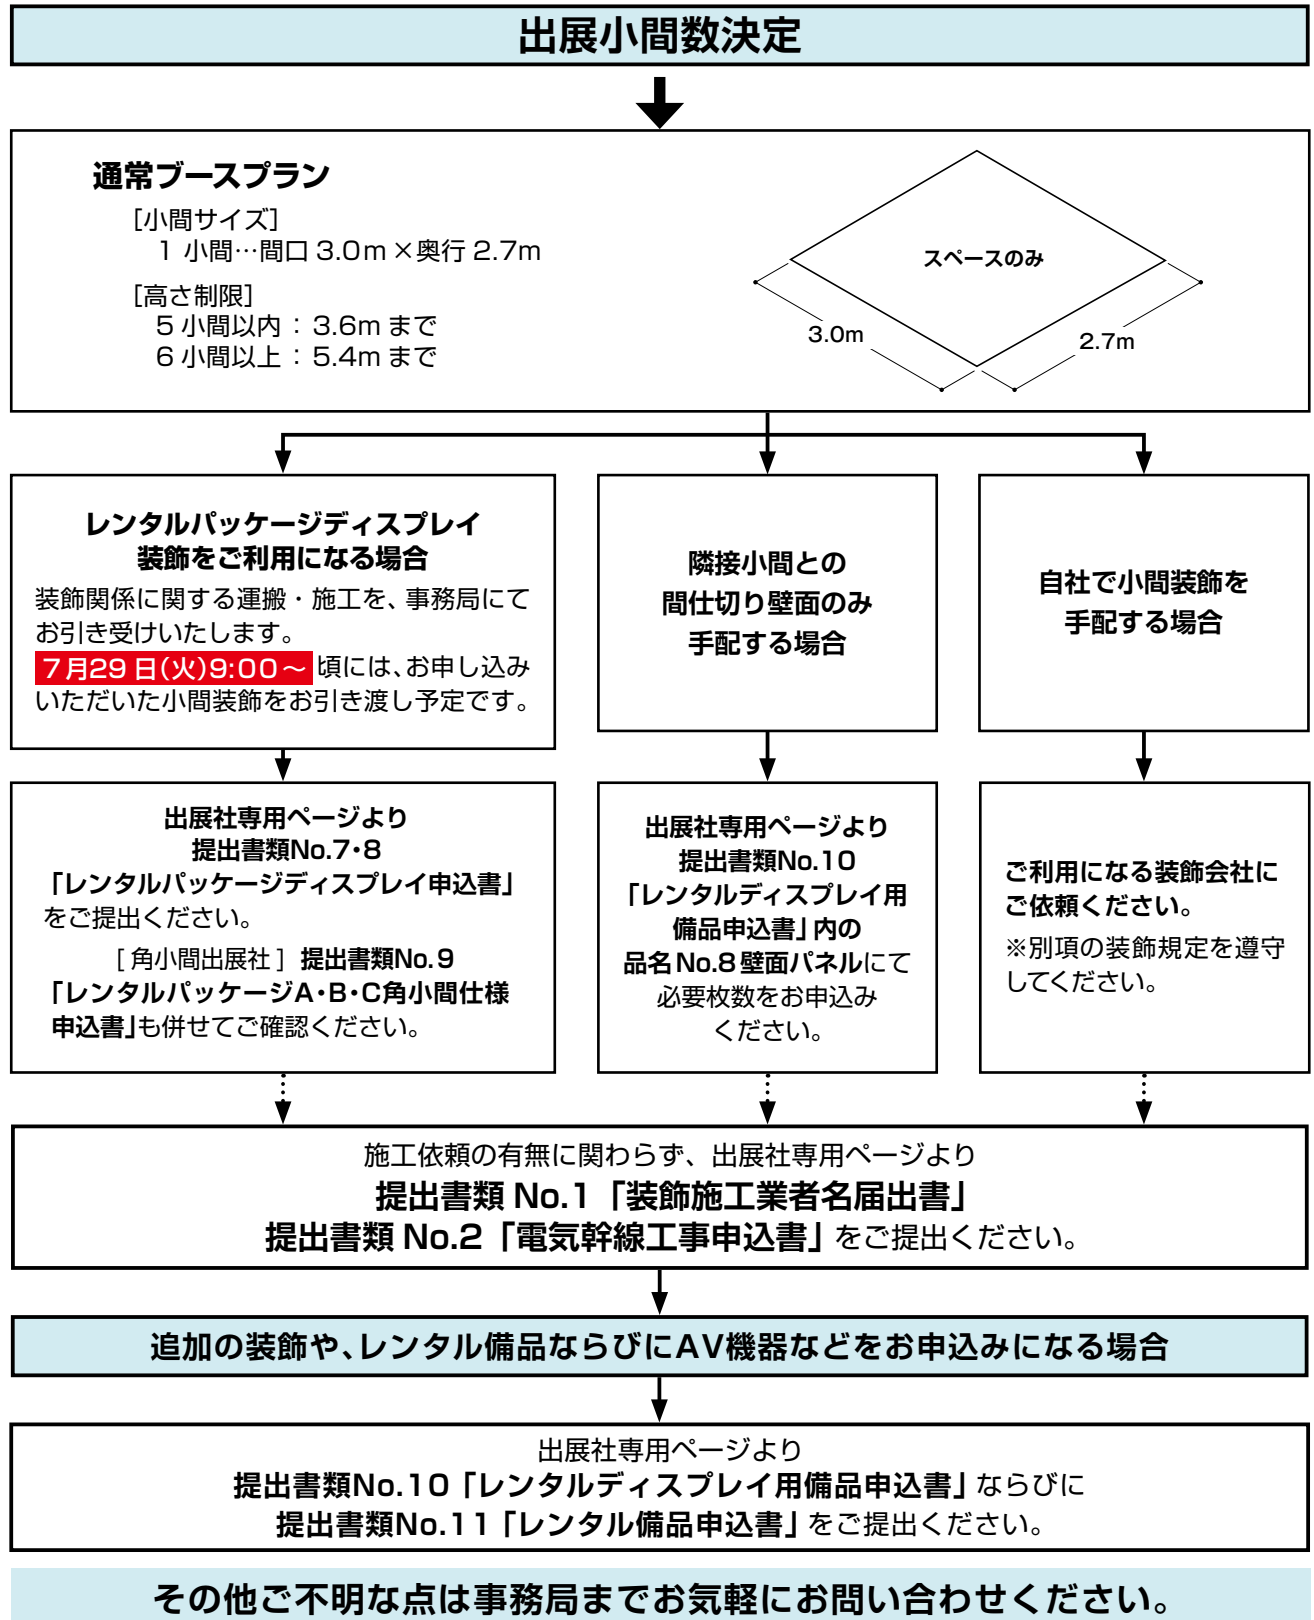 出展小間数決定
通常ブースプラン
[小間サイズ]
1 小間…間口 3.0m×奥行 2.7m
[高さ制限]
5 小間以内：3.6m まで
6 小間以上：5.4m まで
スペースのみ
3.0m
2.7m
レンタルパッケージディスプレイ
装飾をご利用になる場合
装飾関係に関する運搬・施工を、事務局にて
お引き受けいたします。
7月29日(火)9:00～ 頃には、お申し込み
いただいた小間装飾をお引き渡し予定です。
隣接小間との
間仕切り壁面のみ
手配する場合
自社で小間装飾を
手配する場合
出展社専用ページより
提出書類No.7・8
「レンタルパッケージディスプレイ申込書」
をご提出ください。
[ 角小間出展社 ] 提出書類No.9
「レンタルパッケージA・B・C角小間仕様
申込書」も併せてご確認ください。
出展社専用ページより
提出書類No.10
「レンタルディスプレイ用
備品申込書」内の
品名No.8壁面パネルにて
必要枚数をお申込み
ください。
ご利用になる装飾会社に
ご依頼ください。
※別項の装飾規定を遵守
してください。
施工依頼の有無に関わらず、出展社専用ページより
提出書類 No.1「装飾施工業者名届出書」
提出書類 No.2「電気幹線工事申込書」をご提出ください。
追加の装飾や、レンタル備品ならびにAV機器などをお申込みになる場合
出展社専用ページより
提出書類No.10「レンタルディスプレイ用備品申込書」ならびに
提出書類No.11「レンタル備品申込書」をご提出ください。
その他ご不明な点は事務局までお気軽にお問い合わせください。